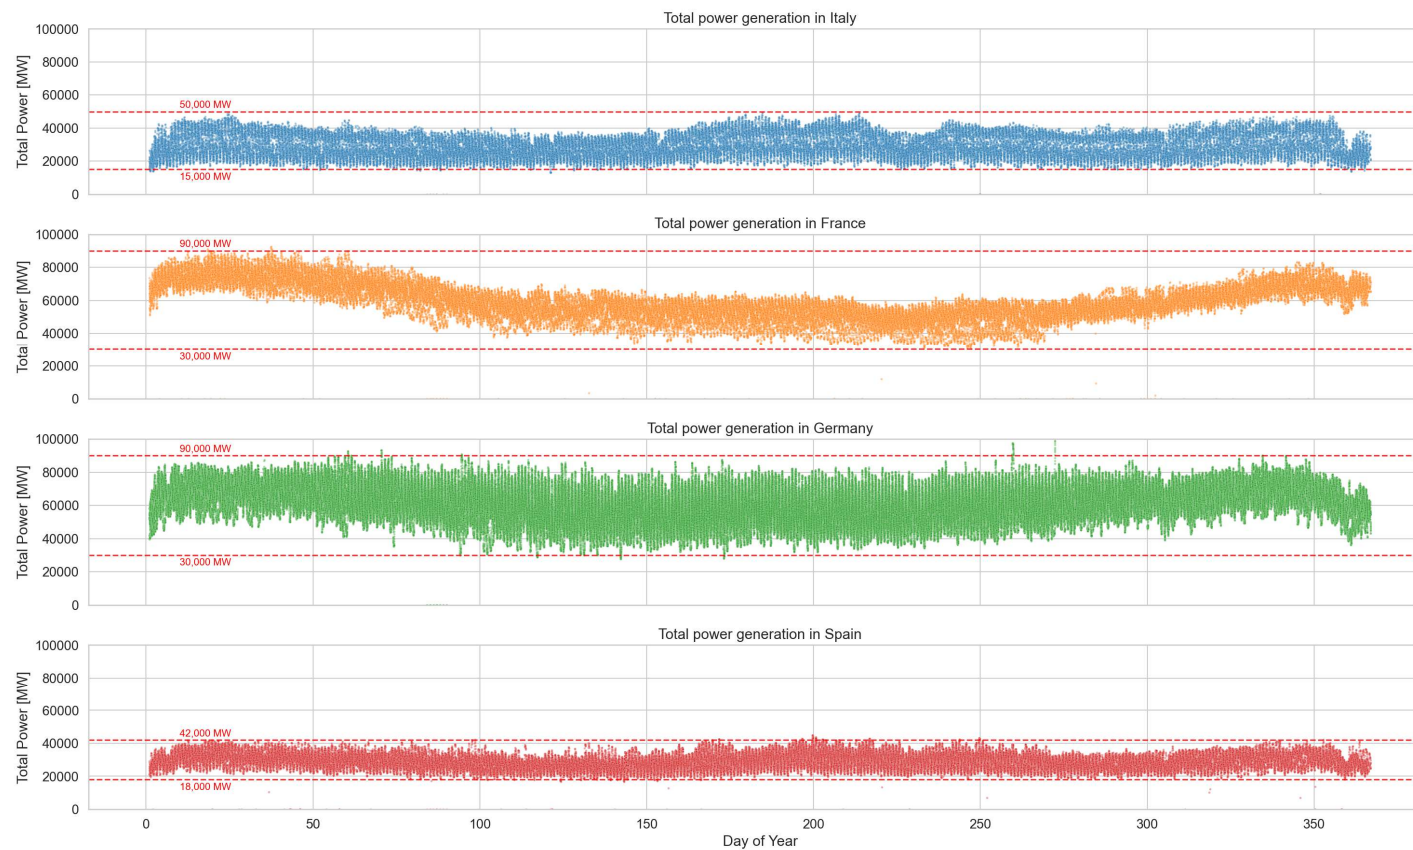 Total power generation in Italy
100000
80000
60000
40000
20000
0
Total Power [MW]
50,000 MW
15,000 MW
Total power generation in France
100000
80000
60000
40000
20000
0
Total Power [MW]
90,000 MW
30,000 MW
Total power generation in Germany
100000
80000
60000
40000
20000
0
Total Power [MW]
90,000 MW
30,000 MW
Total power generation in Spain
100000
80000
60000
40000
20000
0
Total Power [MW]
42,000 MW
18,000 MW
0 50 100 150 200 250 300 350
Day of Year